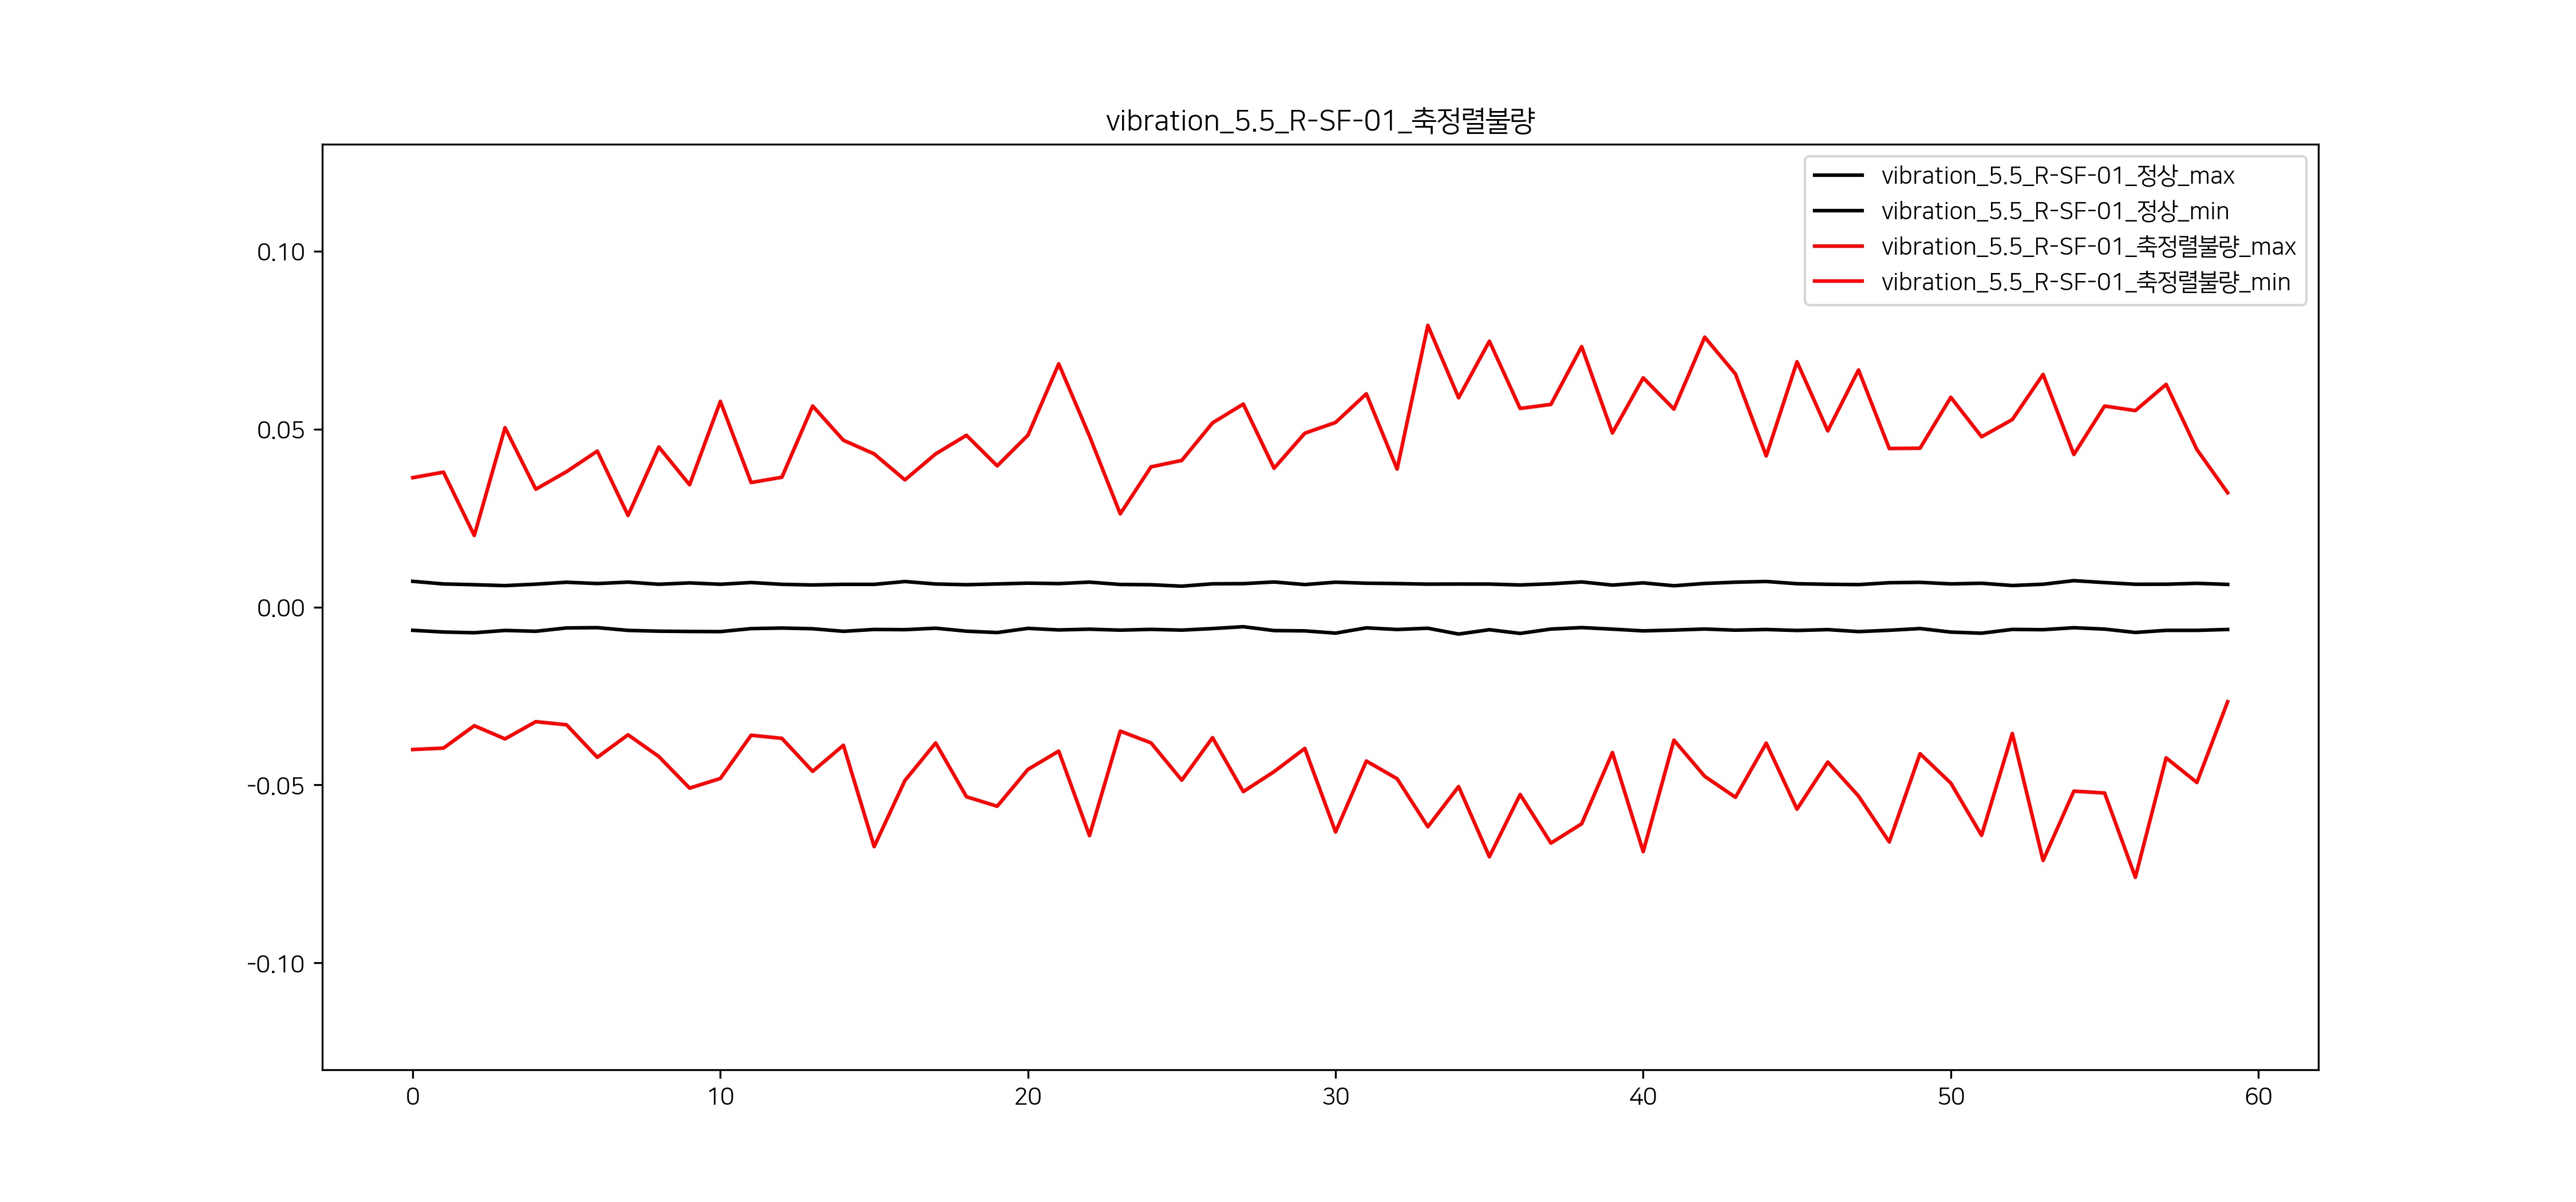 vibration_5.5_R-SF-01_축정렬불량
vibration_5.5_R-SF-01_정상_max
vibration_5.5_R-SF-01_정상_min
vibration_5.5_R-SF-01_축정렬불량_max
vibration_5.5_R-SF-01_축정렬불량_min
0.10
0.05
0.00
-0.05
-0.10
0 10 20 30 40 50 60